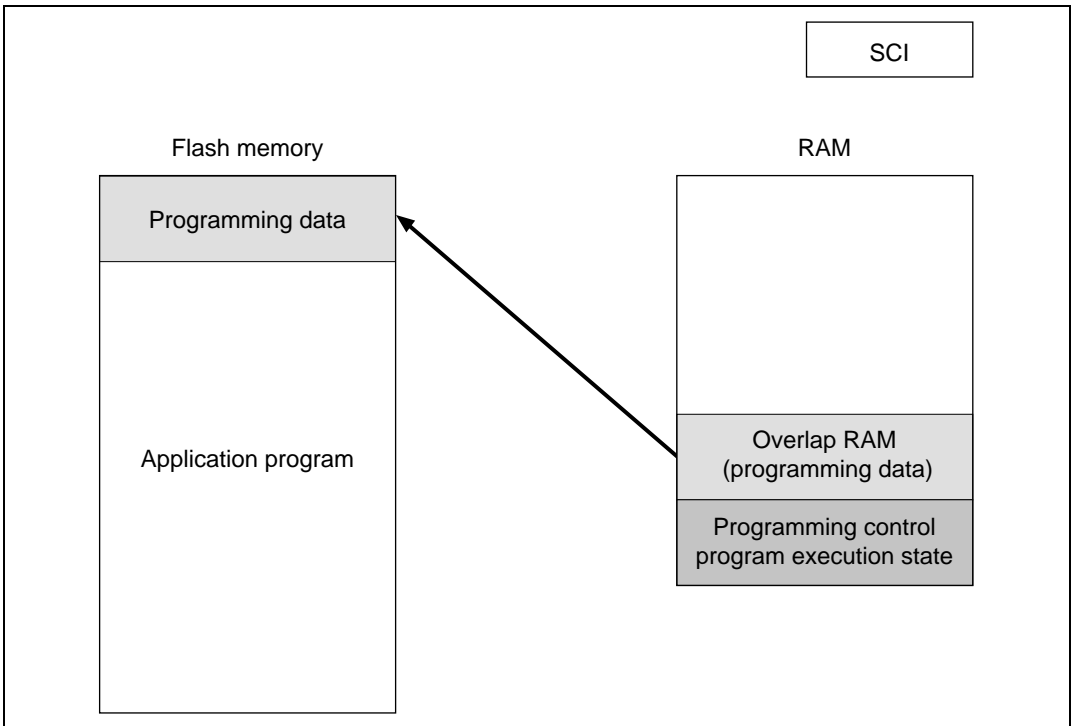 SCI
Flash memory
RAM
Programming data
Application program
Overlap RAM
(programming data)
Programming control
program execution state